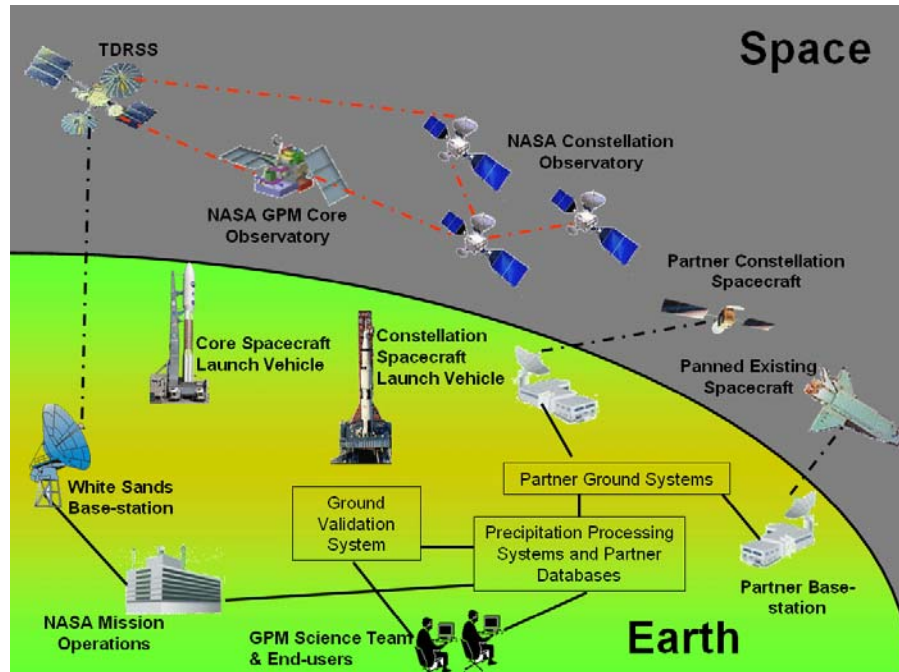 TDRSS
Space
NASA Constellation
Observatory
NASA GPM Core
Observatory
Partner Constellation
Spacecraft
Core Spacecraft
Launch Vehicle
Constellation
Spacecraft
Launch Vehicle
Panned Existing
Spacecraft
White Sands
Base-station
Ground
Validation
System
Partner Ground Systems
Precipitation Processing
Systems and Partner
Databases
Partner Base-
station
NASA Mission
Operations
GPM Science Team
& End-users
Earth